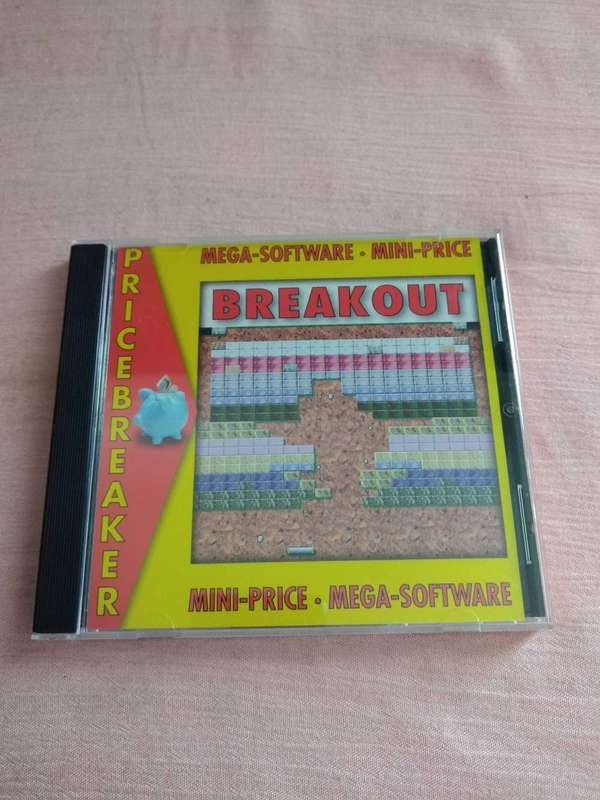 PRICEBREAKER
MEGA-SOFTWARE · MINI-PRICE
BREAKOUT
MINI-PRICE · MEGA-SOFTWARE